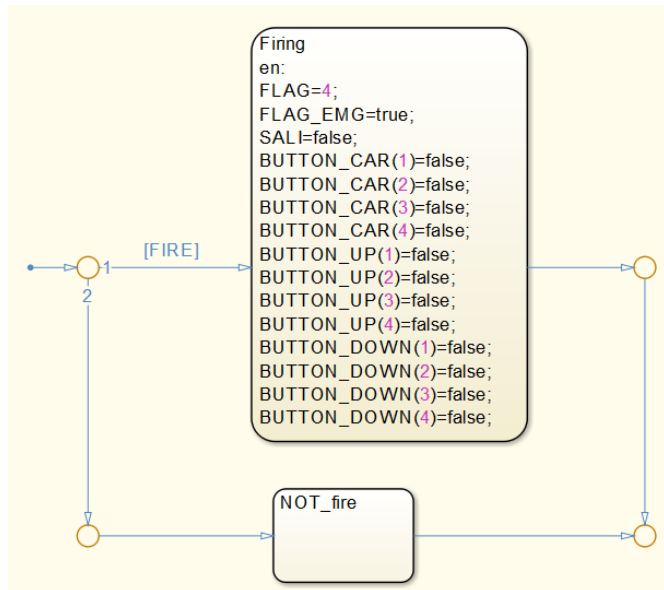 Firing
en:
FLAG=4;
FLAG_EMG=true;
SALI=false;
BUTTON_CAR(1)=false;
BUTTON_CAR(2)=false;
BUTTON_CAR(3)=false;
BUTTON_CAR(4)=false;
BUTTON_UP(1)=false;
BUTTON_UP(2)=false;
BUTTON_UP(3)=false;
BUTTON_UP(4)=false;
BUTTON_DOWN(1)=false;
BUTTON_DOWN(2)=false;
BUTTON_DOWN(3)=false;
BUTTON_DOWN(4)=false;
[FIRE]
1
2
NOT_fire